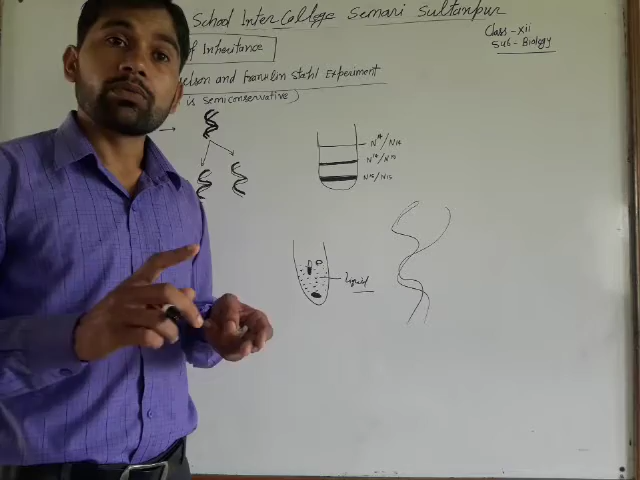 School Inter College Semari Sultanpur
Class - XII
Sub - Biology
of Inheritance
elson and Franklin Stahl Experiment
is semiconservative)
N14/N14
N14/N15
N15/N15
liquid